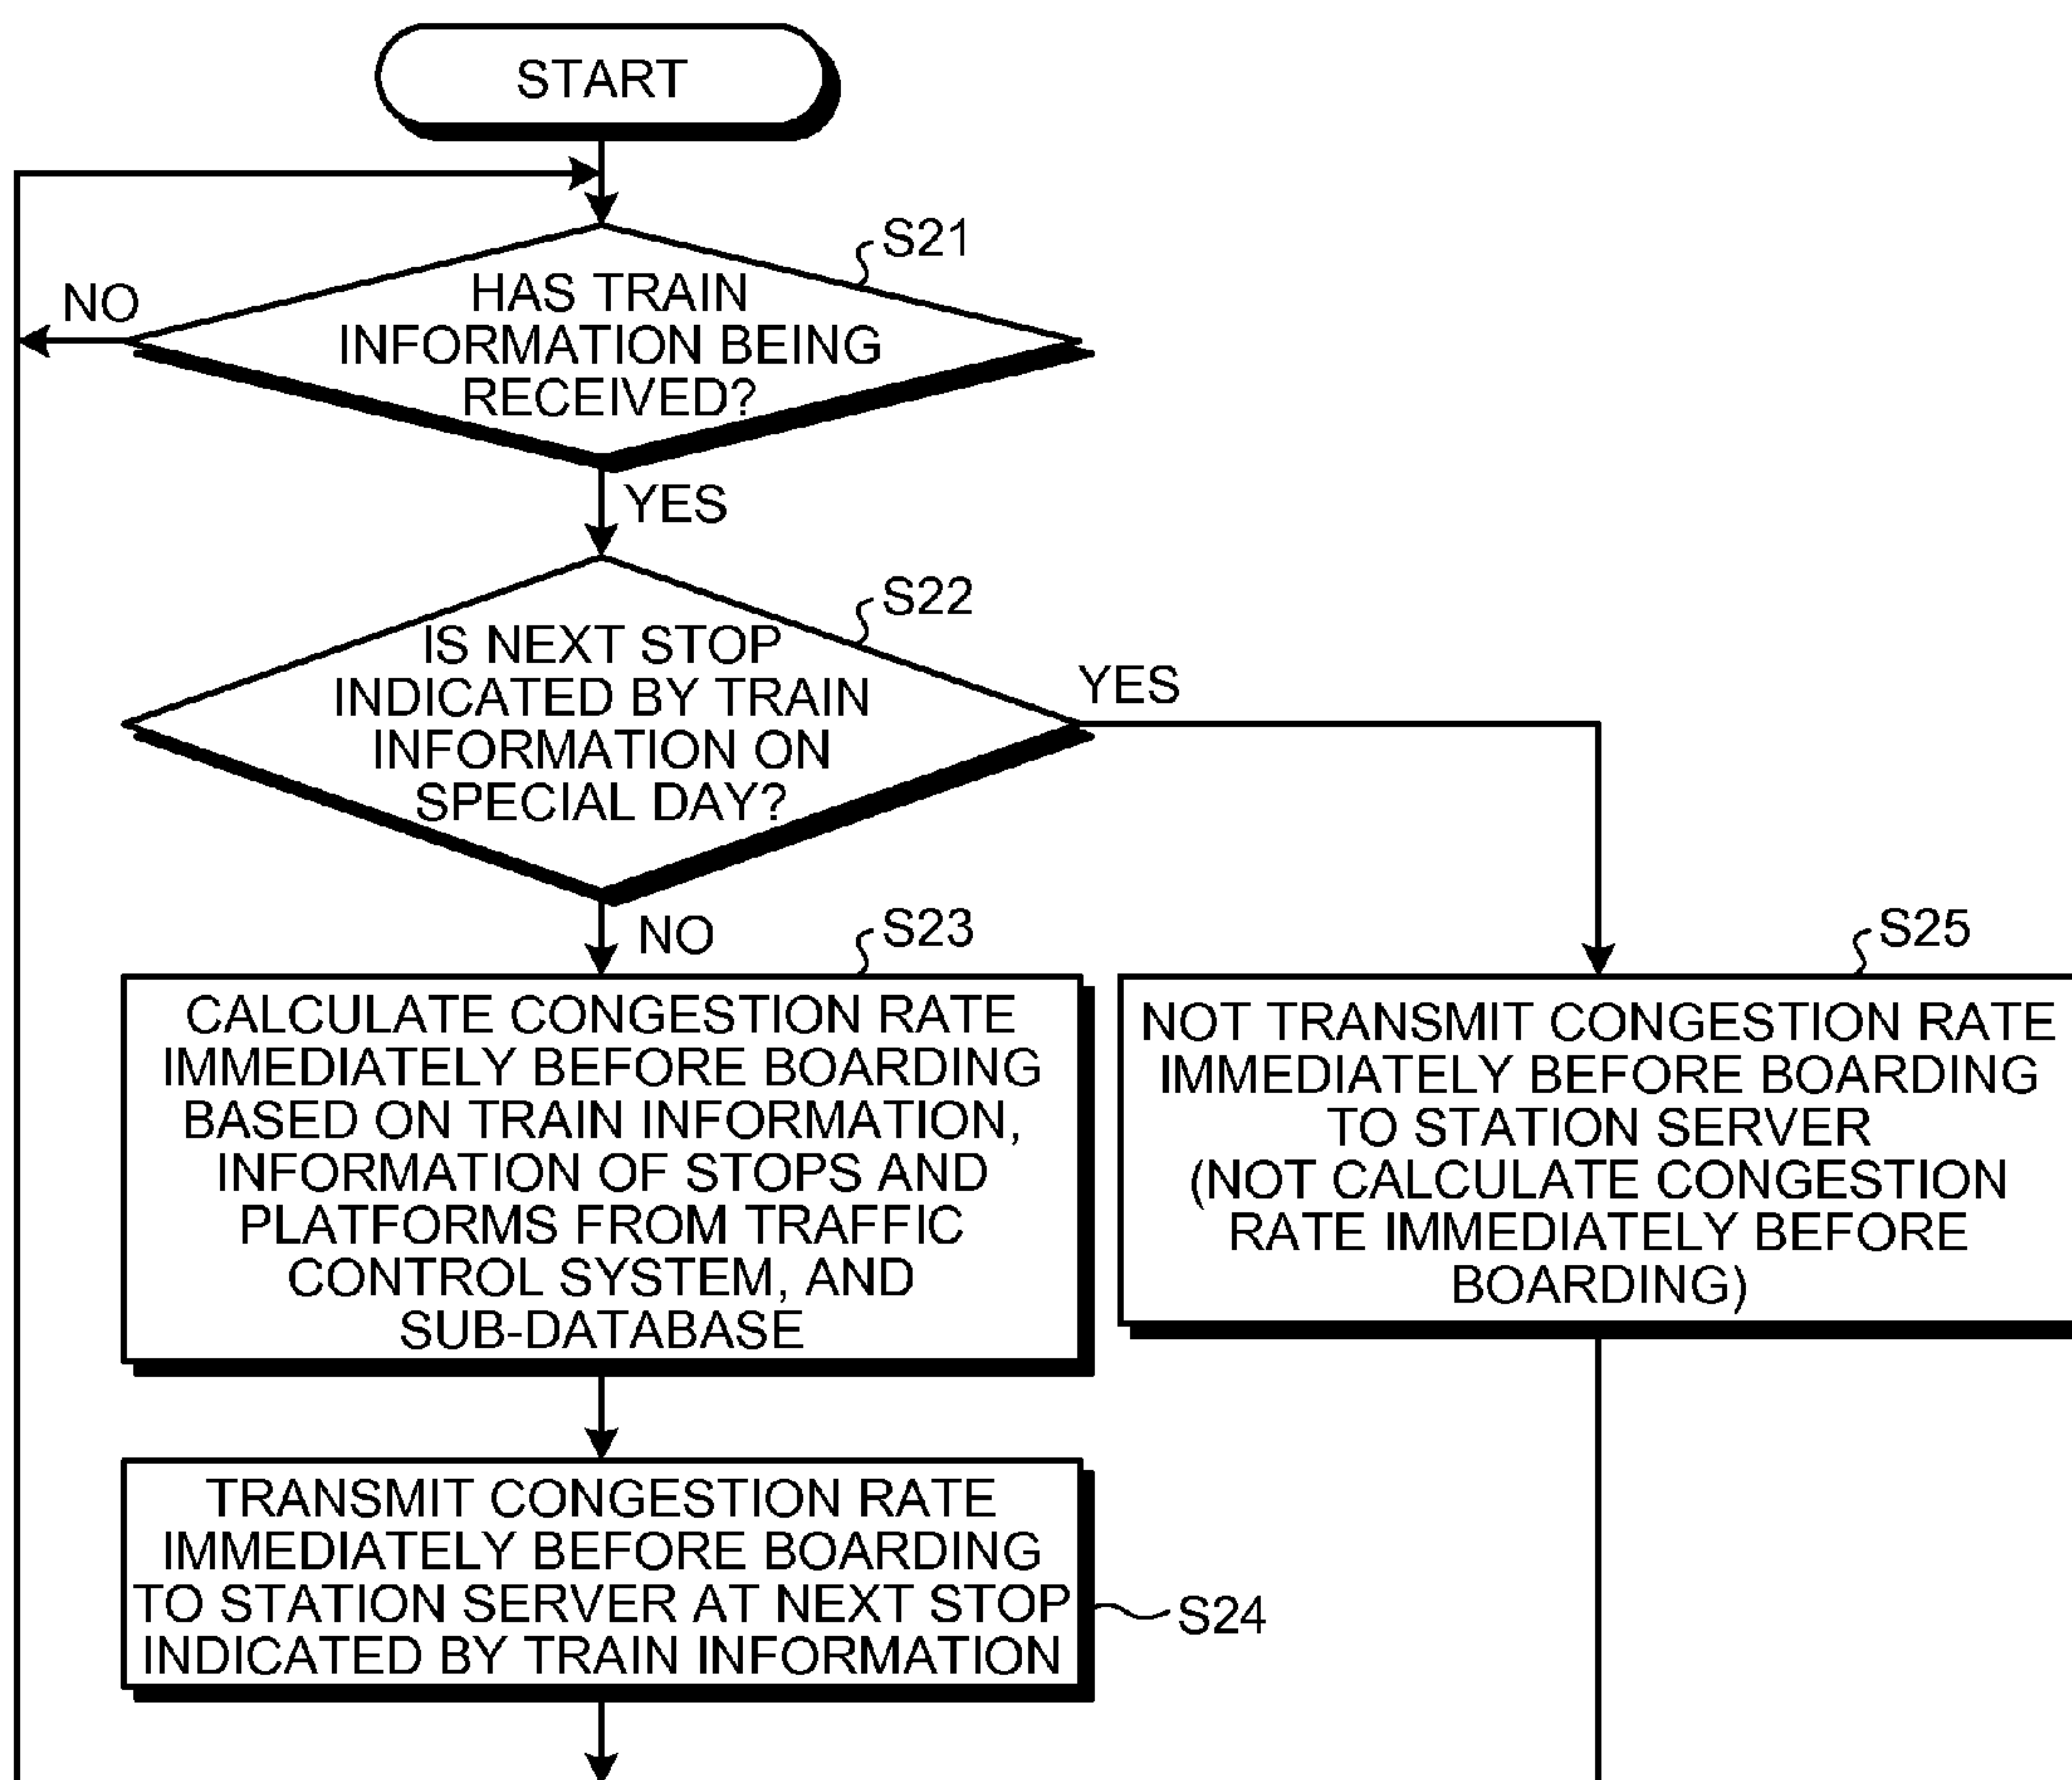 START
S21
HAS TRAIN
INFORMATION BEING
RECEIVED?
NO
YES
S22
IS NEXT STOP
INDICATED BY TRAIN
INFORMATION ON
SPECIAL DAY?
YES
NO
S23
CALCULATE CONGESTION RATE
IMMEDIATELY BEFORE BOARDING
BASED ON TRAIN INFORMATION,
INFORMATION OF STOPS AND
PLATFORMS FROM TRAFFIC
CONTROL SYSTEM, AND
SUB-DATABASE
S25
NOT TRANSMIT CONGESTION RATE
IMMEDIATELY BEFORE BOARDING
TO STATION SERVER
(NOT CALCULATE CONGESTION
RATE IMMEDIATELY BEFORE
BOARDING)
TRANSMIT CONGESTION RATE
IMMEDIATELY BEFORE BOARDING
TO STATION SERVER AT NEXT STOP
INDICATED BY TRAIN INFORMATION
S24